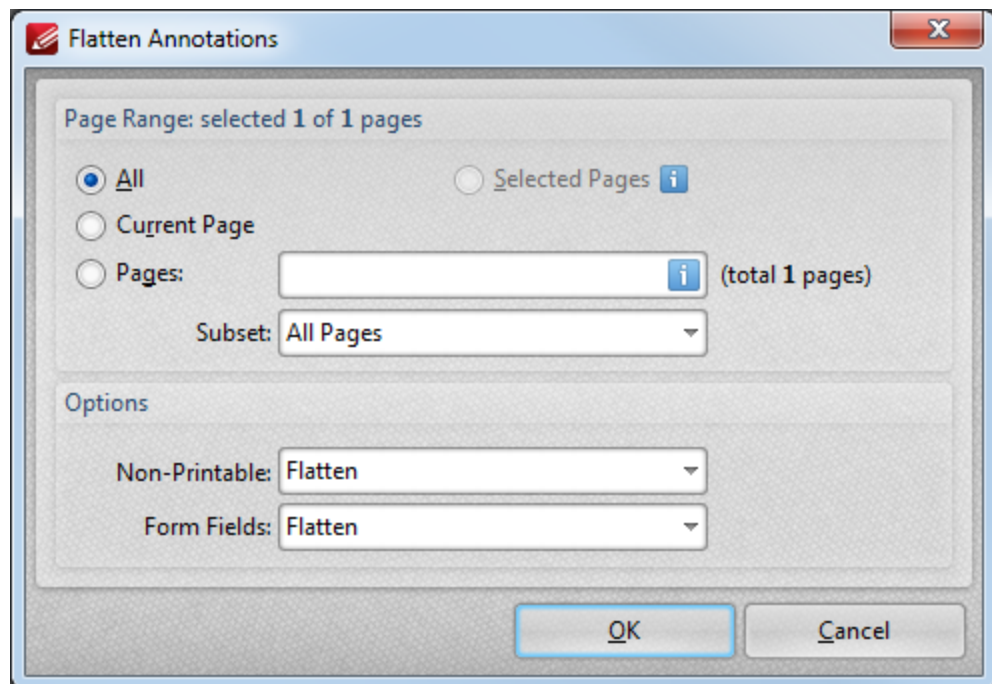 Flatten Annotations
Page Range: selected 1 of 1 pages
All
Selected Pages
Current Page
Pages:
(total 1 pages)
Subset: All Pages
Options
Non-Printable: Flatten
Form Fields: Flatten
OK
Cancel